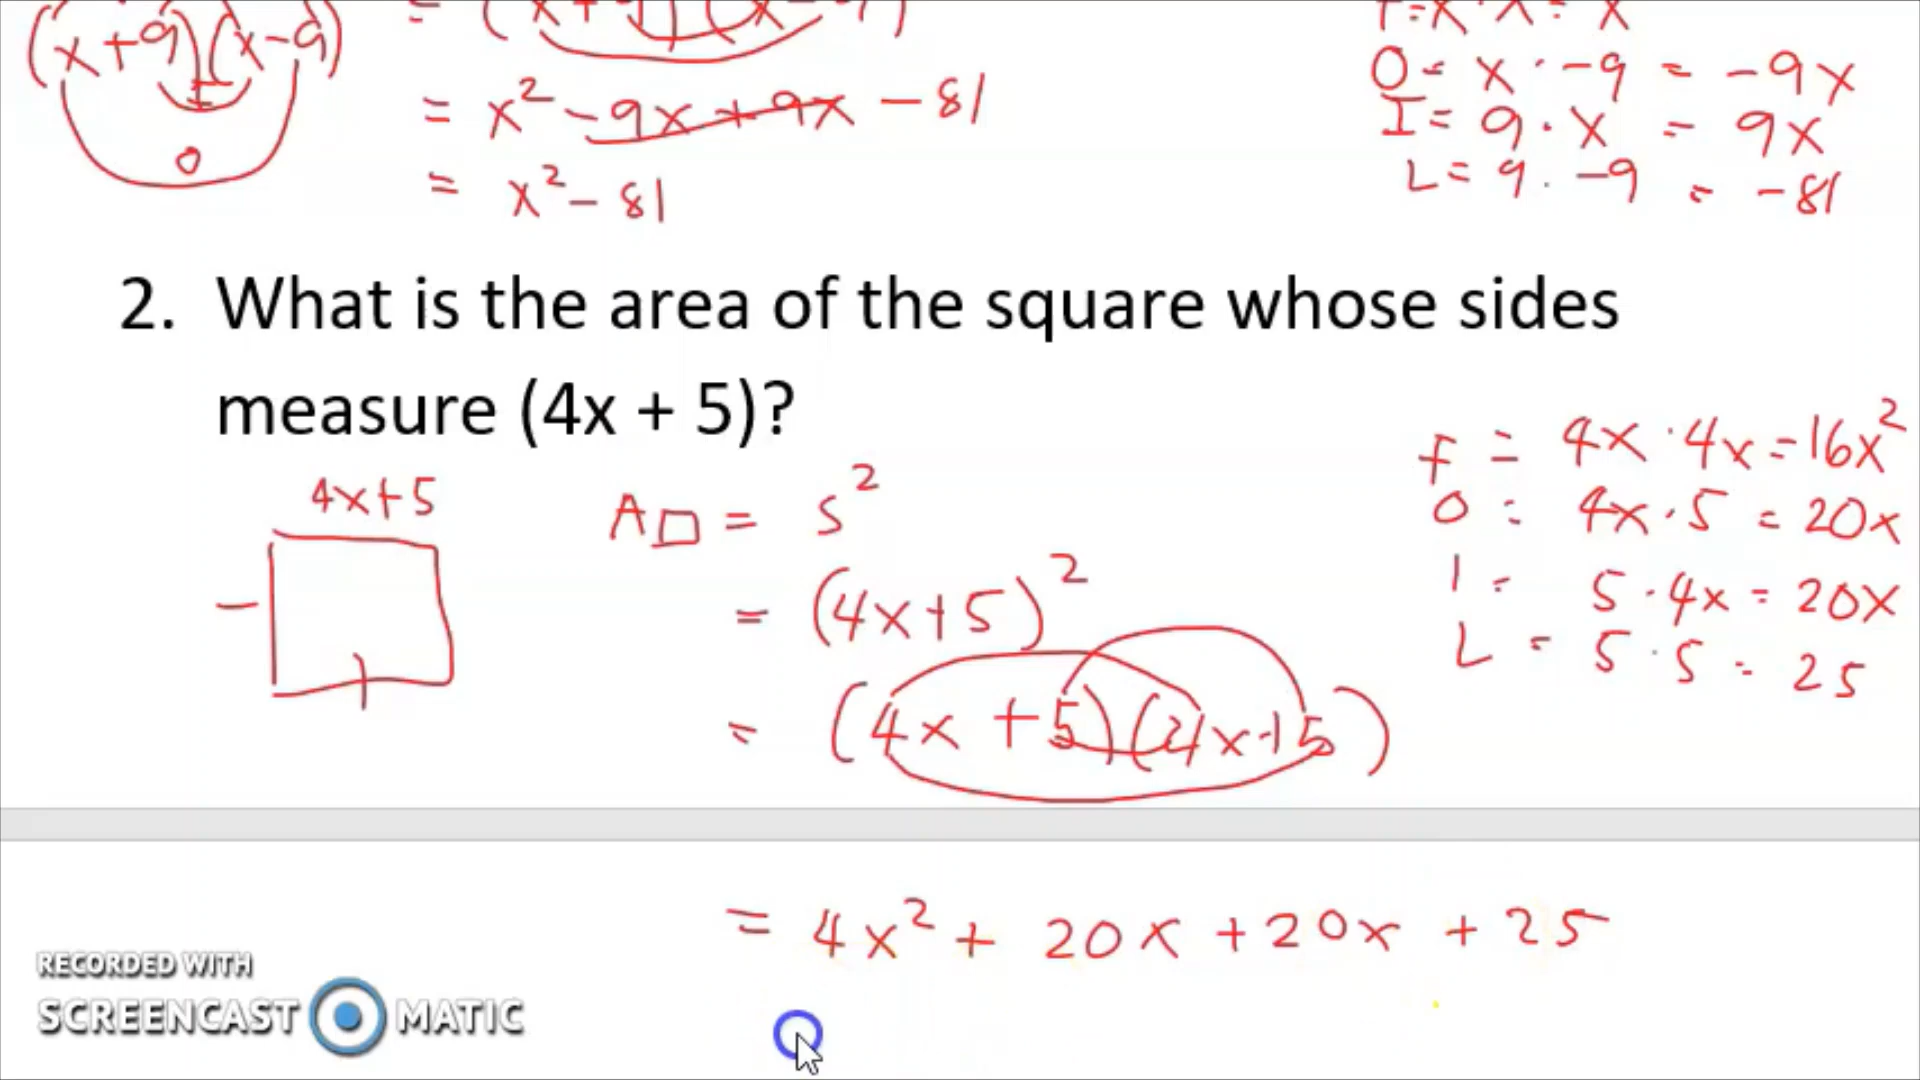 (x+9)(x-9)
I
O
= x² - 9x + 9x - 81
= x² - 81
O = x · -9 = -9x
I = 9 · x = 9x
L = 9 · -9 = -81
2. What is the area of the square whose sides
measure (4x + 5)?
4x+5
A□ = s²
= (4x+5)²
= (4x +5)(4x+5)
F = 4x · 4x = 16x²
O = 4x · 5 = 20x
I = 5 · 4x = 20x
L = 5 · 5 = 25
= 4x² + 20x + 20x + 25
RECORDED WITH
SCREENCAST MATIC